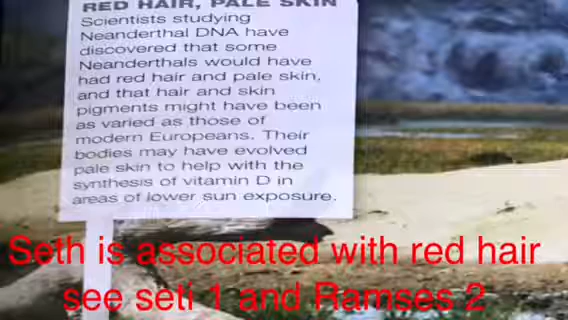 RED HAIR, PALE SKIN
Scientists studying
Neanderthal DNA have
discovered that some
Neanderthals would have
had red hair and pale skin,
and that hair and skin
pigments might have been
as varied as those of
modern Europeans. Their
bodies may have evolved
pale skin to help with the
synthesis of vitamin D in
areas of lower sun exposure.
Seth is associated with red hair
see seti 1 and Ramses 2